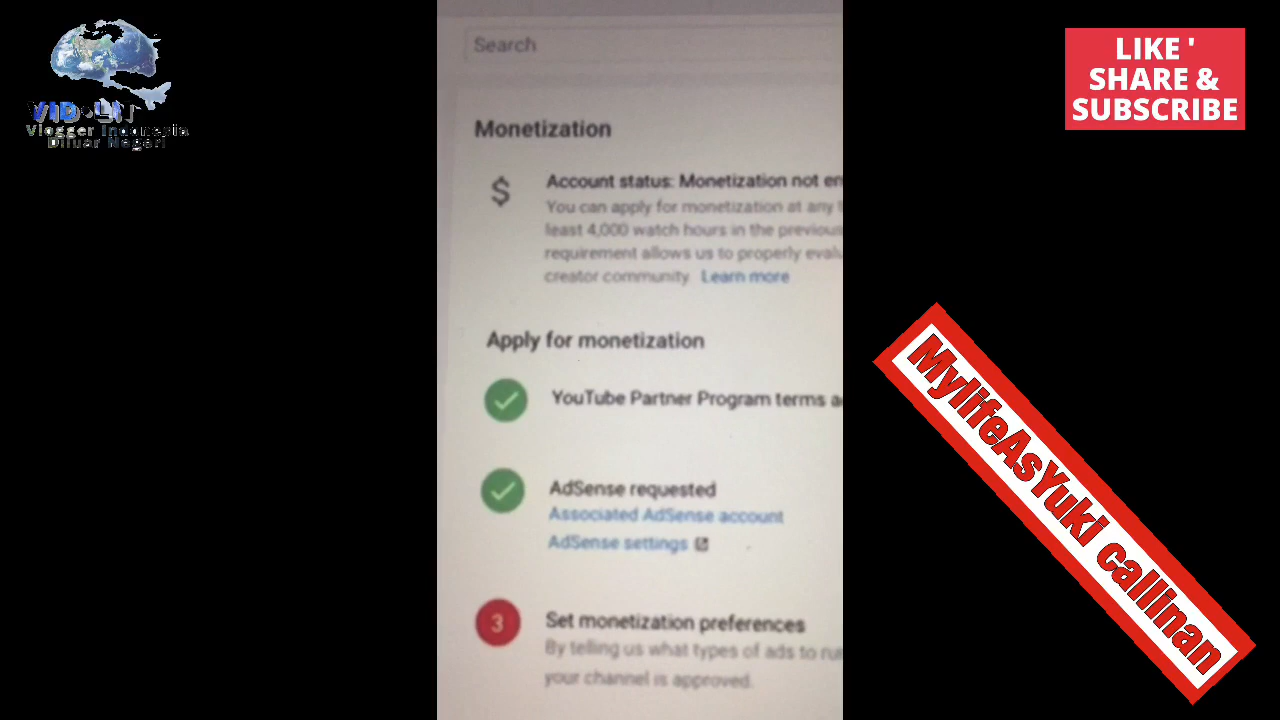 Vlogger Indonesia
Diluar Negeri
LIKE '
SHARE &
SUBSCRIBE
Search
Monetization
Account status: Monetization not en
You can apply for monetization at any t
least 4,000 watch hours in the previous
requirement allows us to properly evalu
creator community. Learn more
Apply for monetization
YouTube Partner Program terms a
AdSense requested
Associated AdSense account
AdSense settings
3
Set monetization preferences
By telling us what types of ads to run
your channel is approved.
MylifeAsYuki callinan